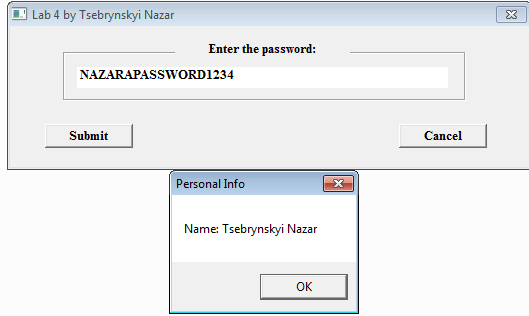 Lab 4 by Tsebrynskyi Nazar
Enter the password:
NAZARAPASSWORD1234
Submit Cancel
Personal Info
Name: Tsebrynskyi Nazar
OK